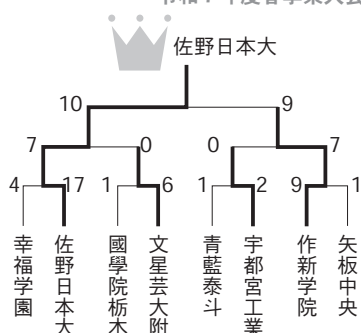 佐野日本大
10 9
7 0 0 7
4 17 1 6 1 2 9 1
幸福学園
佐野日本大
國學院栃木
文星芸大附
青藍泰斗
宇都宮工業
作新学院
矢板中央